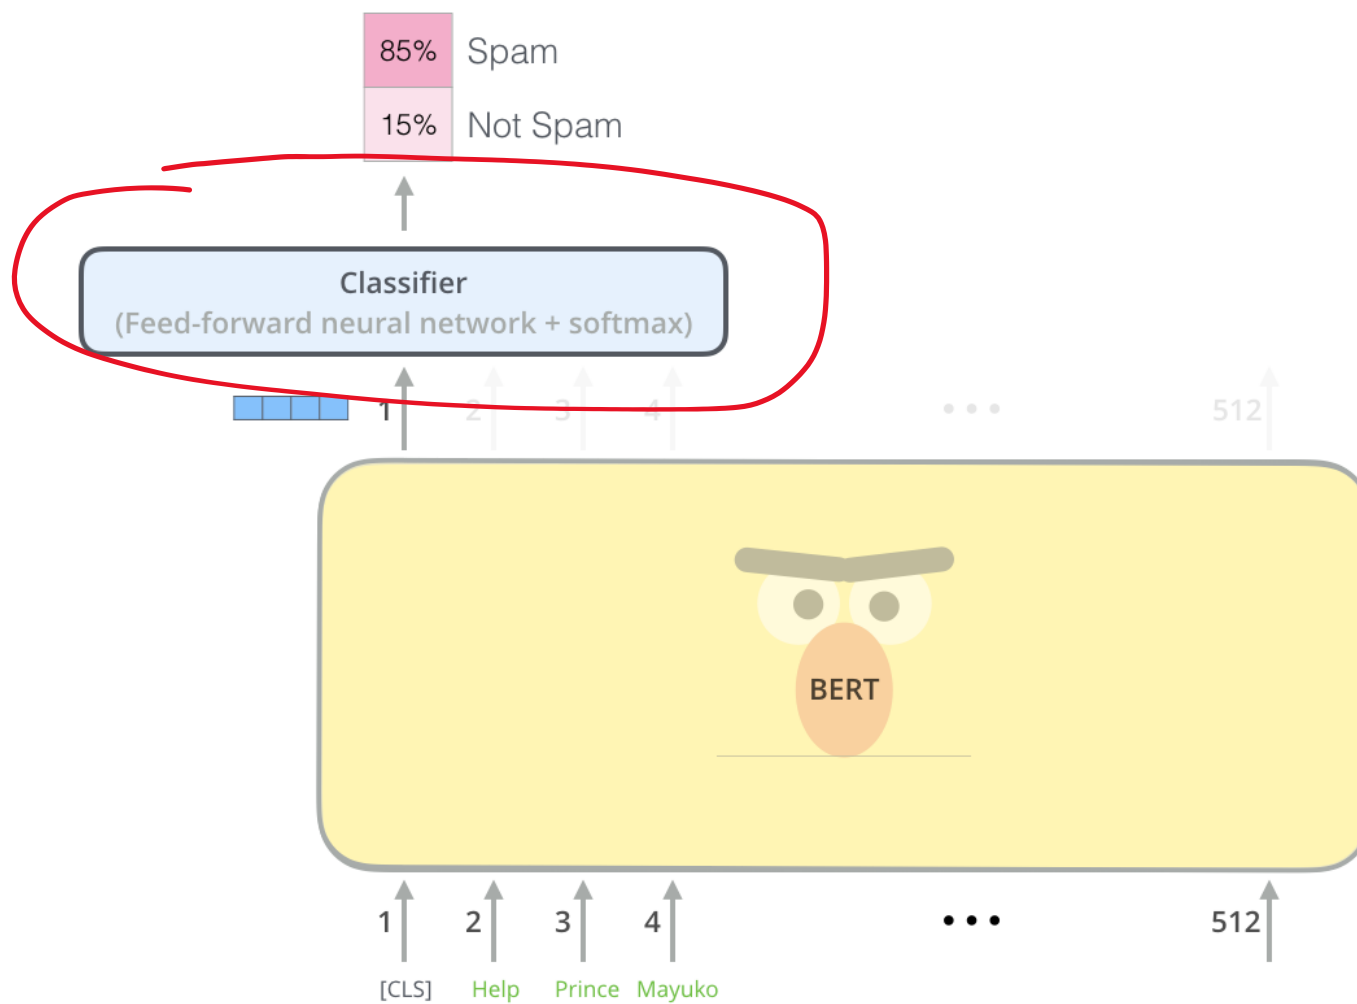 85% Spam
15% Not Spam
Classifier
(Feed-forward neural network + softmax)
1 2 3 4 ••• 512
BERT
1 2 3 4 ••• 512
[CLS] Help Prince Mayuko